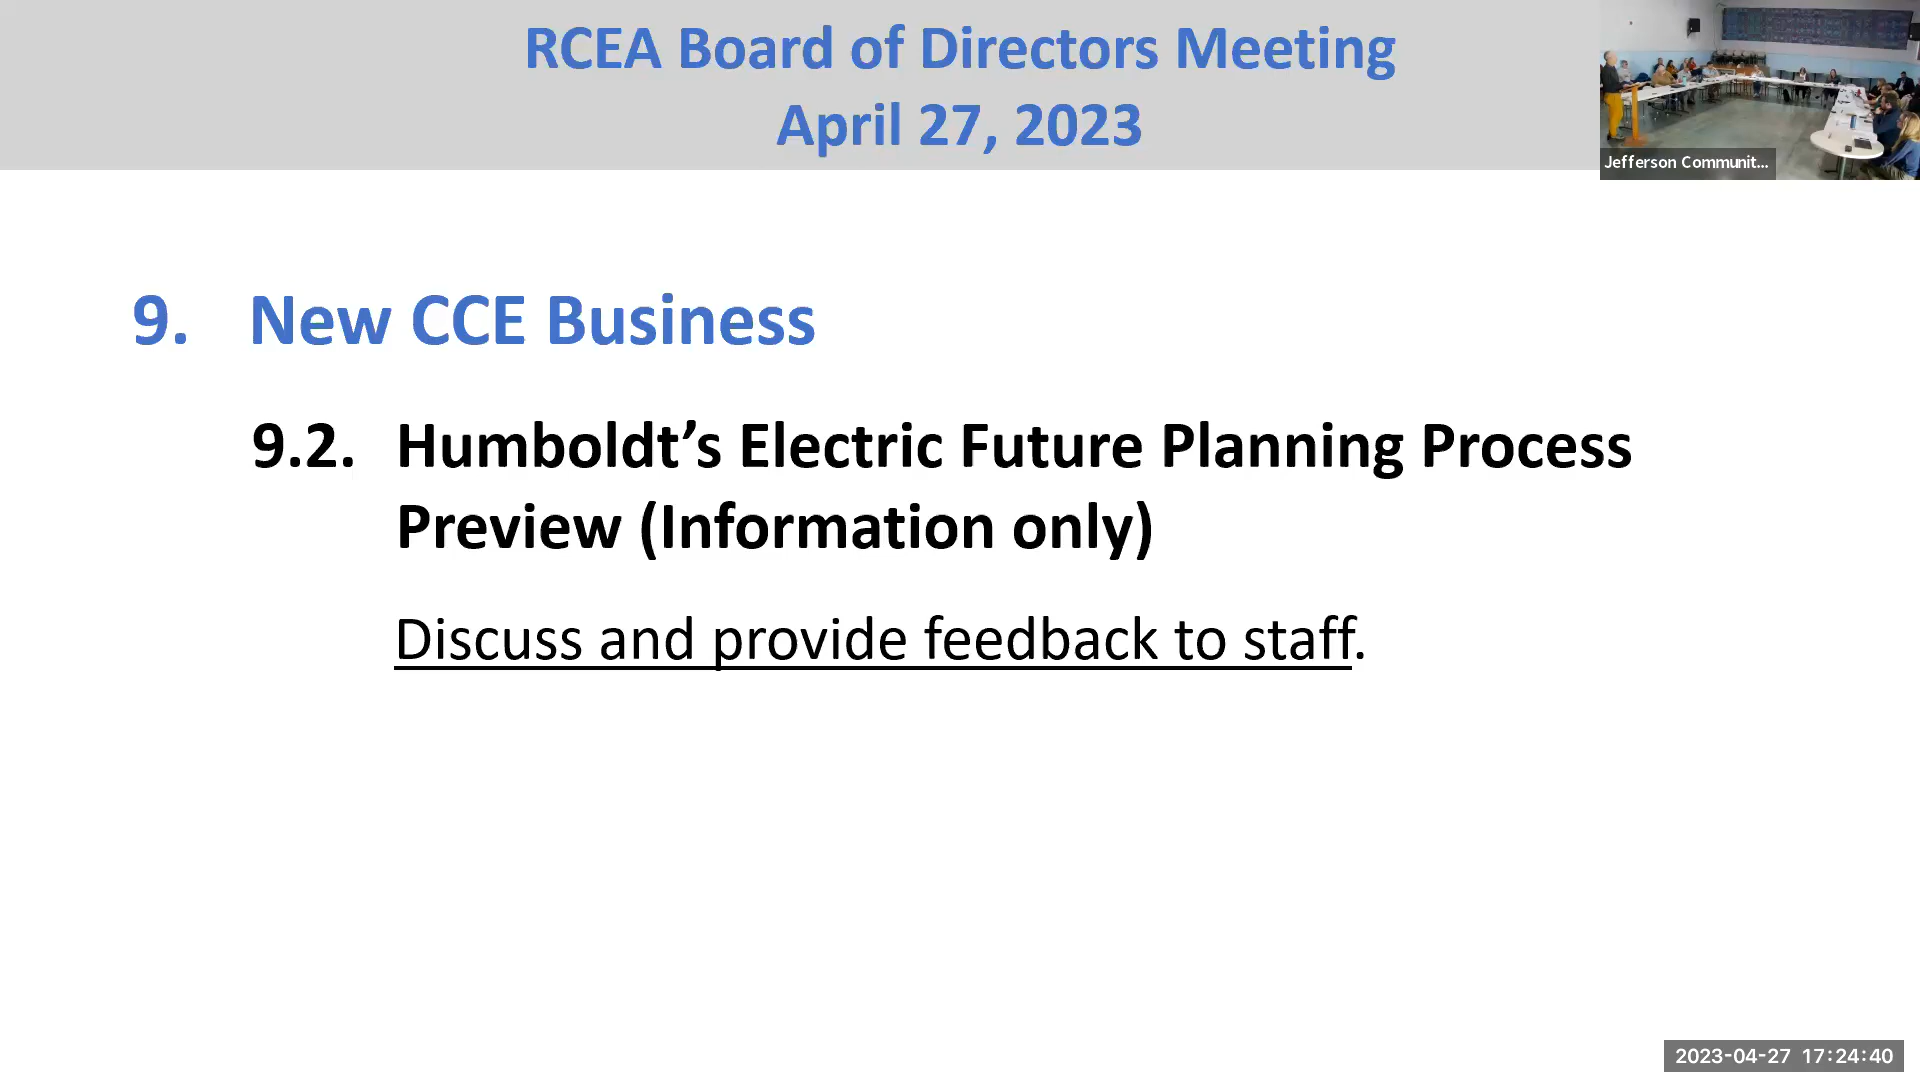 RCEA Board of Directors Meeting
April 27, 2023
Jefferson Communit...
9. New CCE Business
9.2. Humboldt’s Electric Future Planning Process
Preview (Information only)
Discuss and provide feedback to staff.
2023-04-27 17:24:40